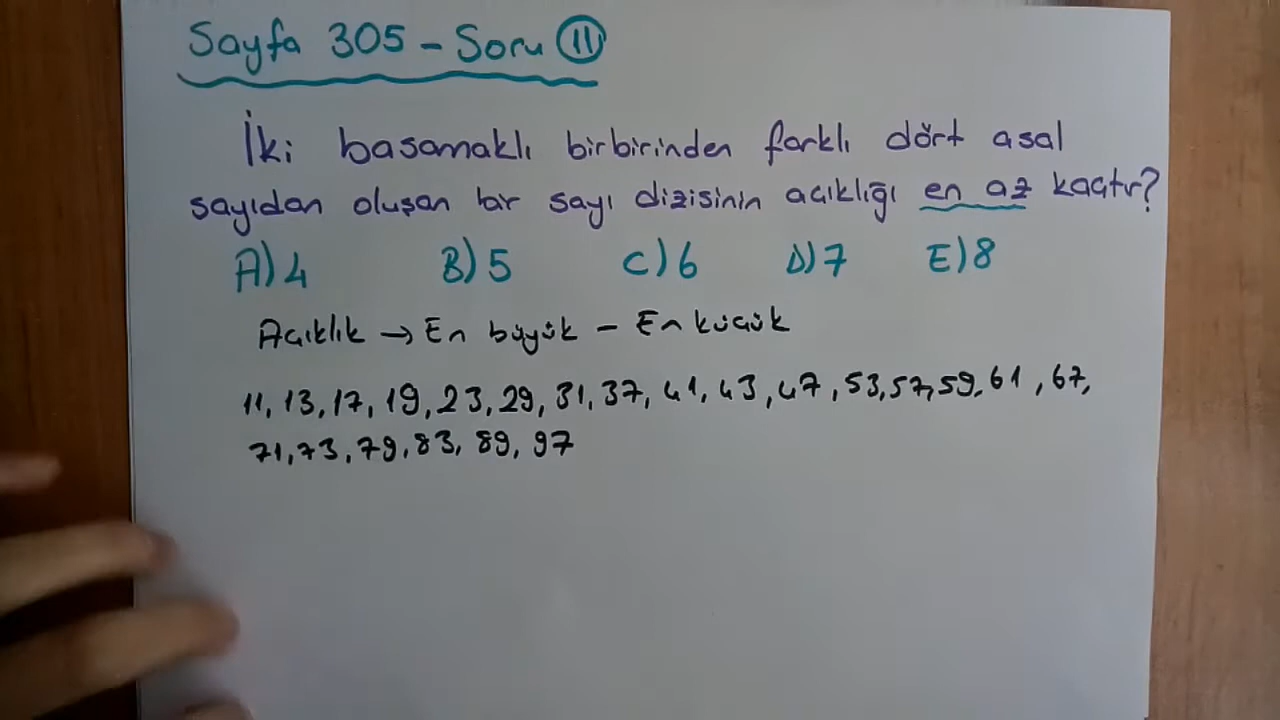 Sayfa 305 - Soru 11
İki basamaklı birbirinden farklı dört asal
sayıdan oluşan bir sayı dizisinin açıklığı en az kaçtır?
A) 4 B) 5 C) 6 D) 7 E) 8
Açıklık → En büyük - En küçük
11, 13, 17, 19, 23, 29, 31, 37, 41, 43, 47, 53, 57, 59, 61, 67,
71, 73, 79, 83, 89, 97